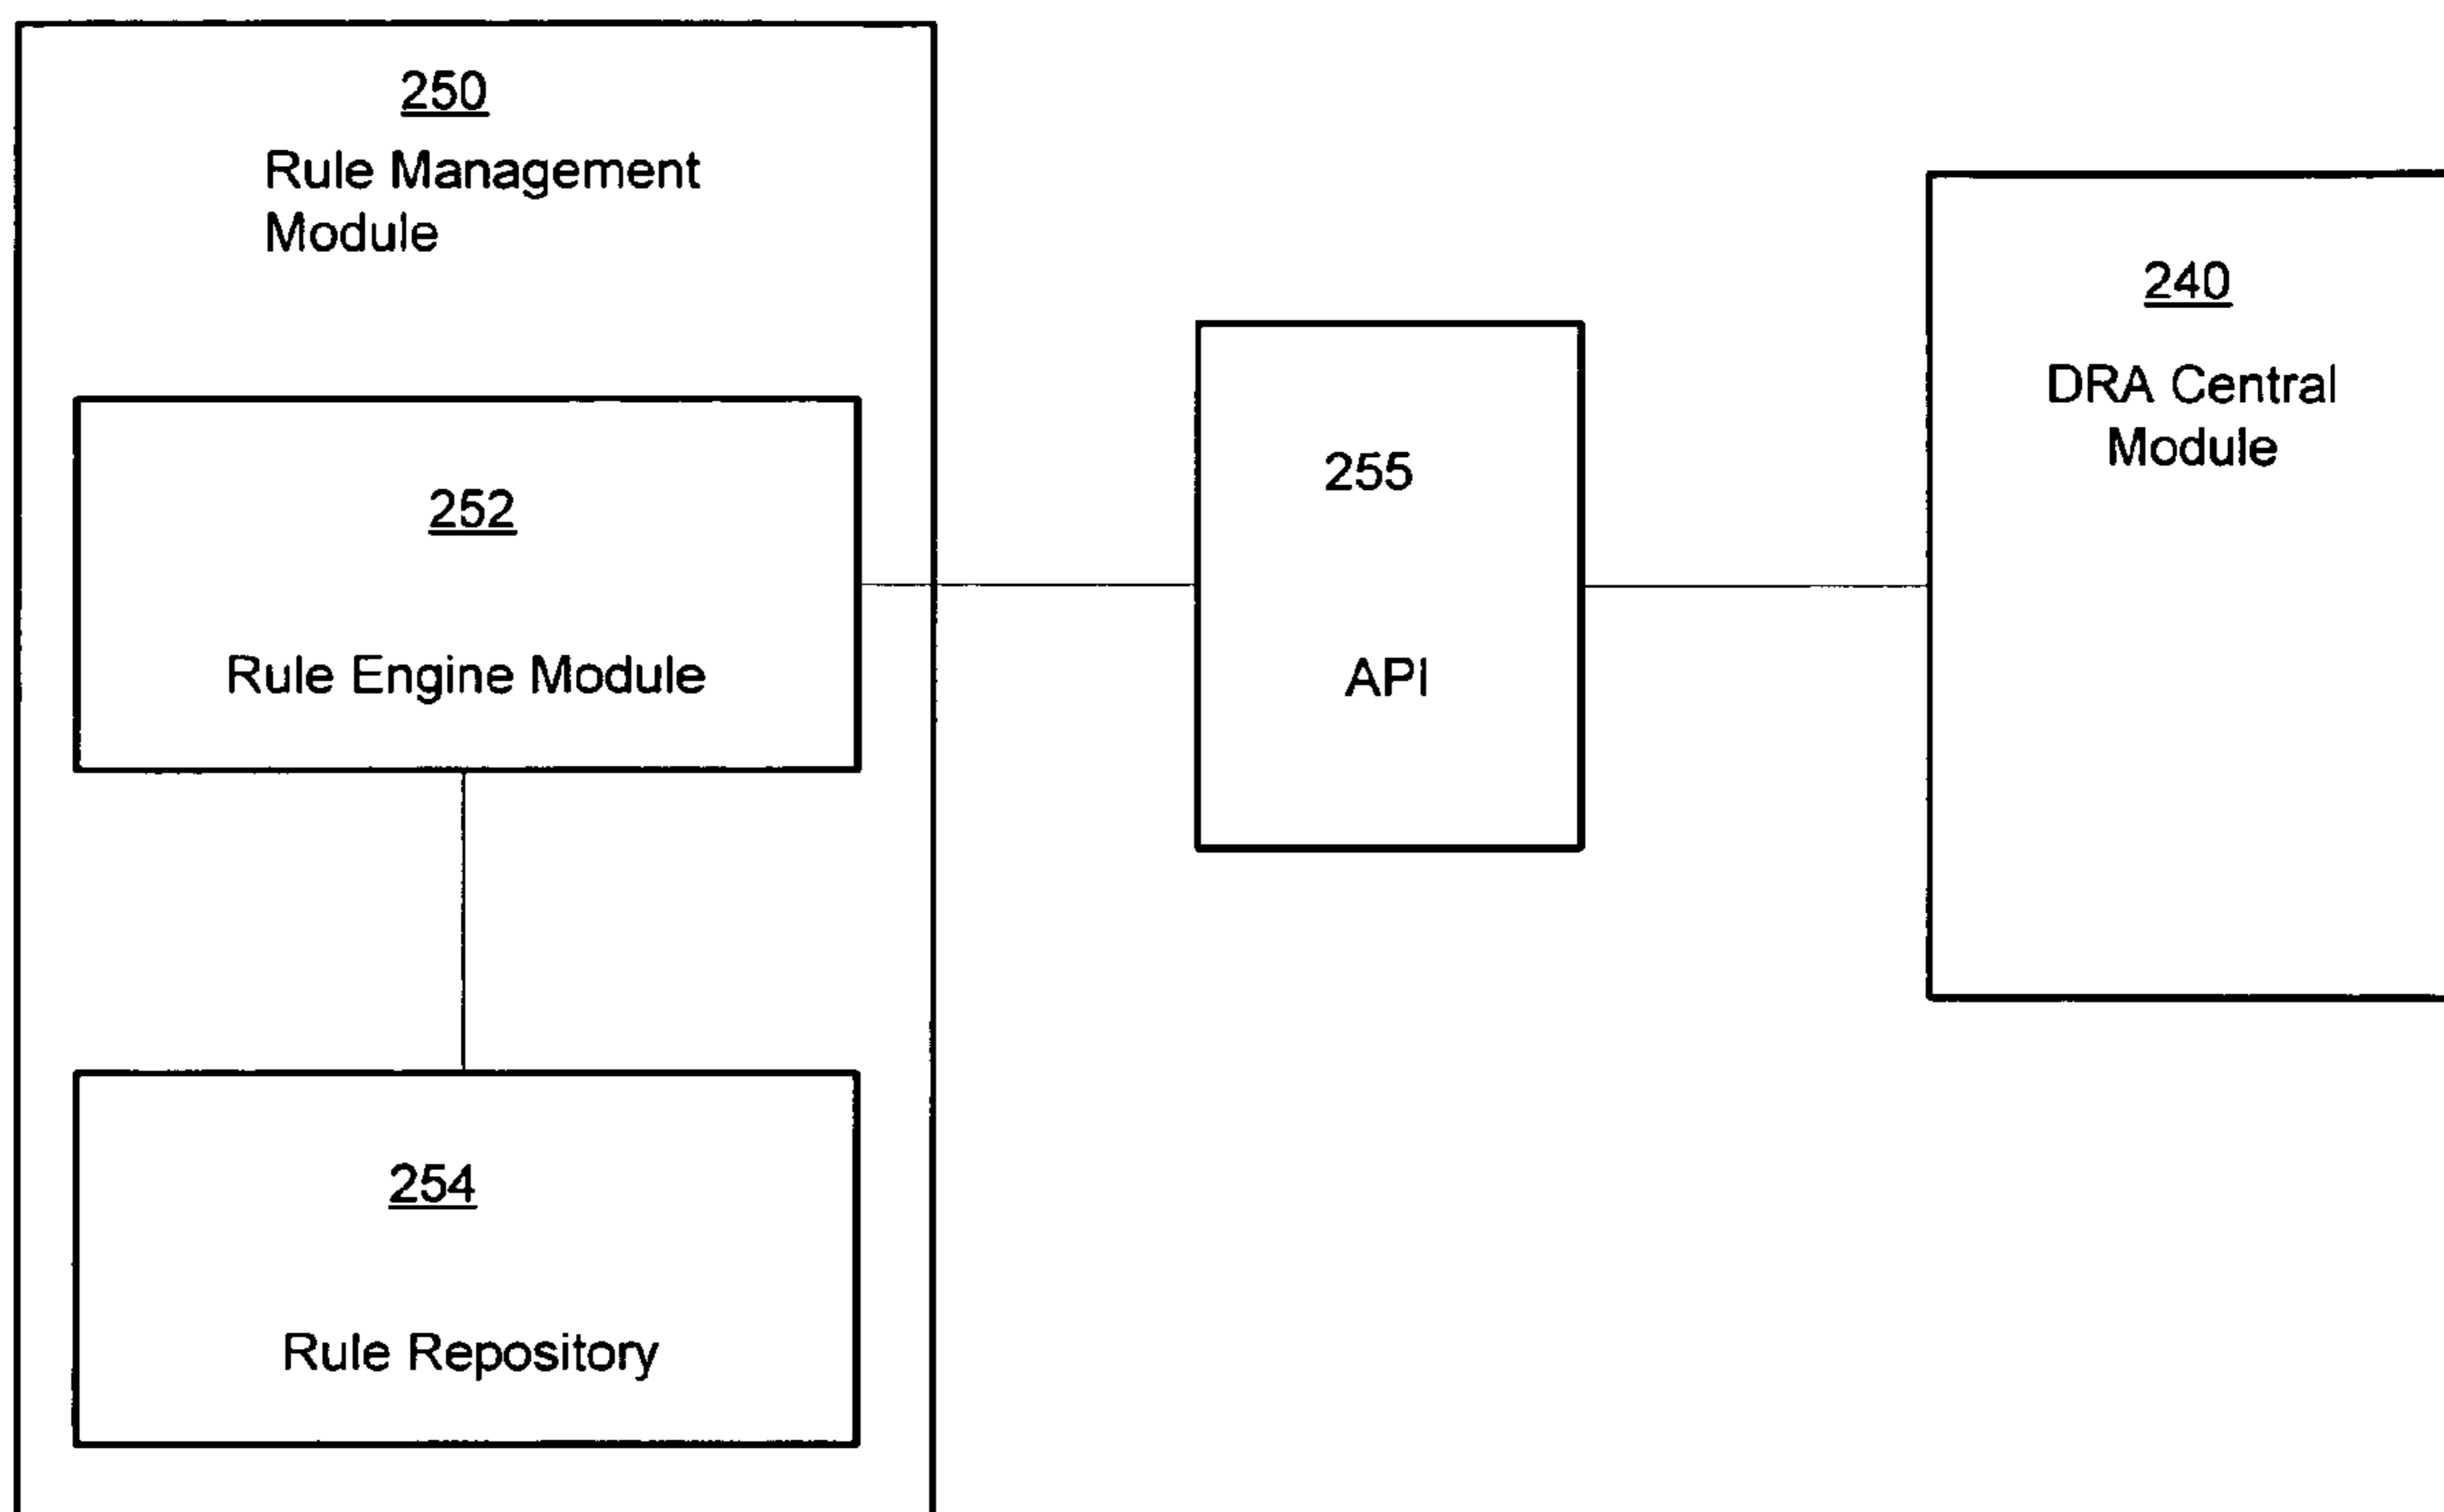 250
Rule Management
Module
252
Rule Engine Module
254
Rule Repository
255
API
240
DRA Central
Module